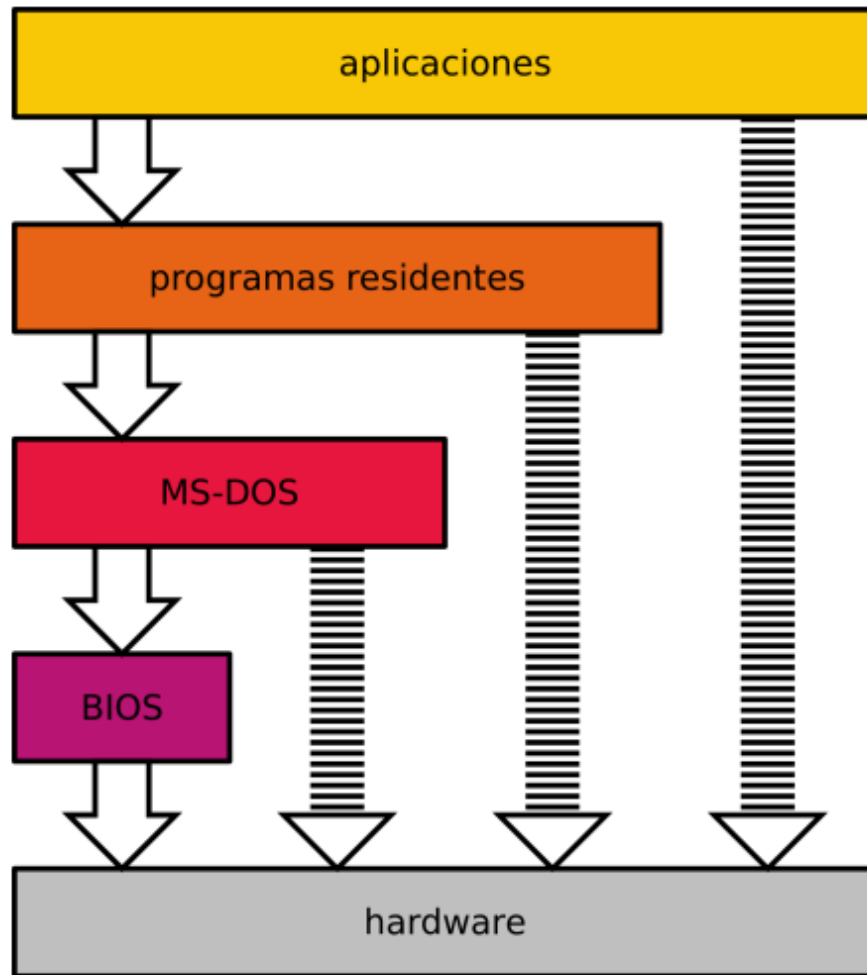 aplicaciones
programas residentes
MS-DOS
BIOS
hardware